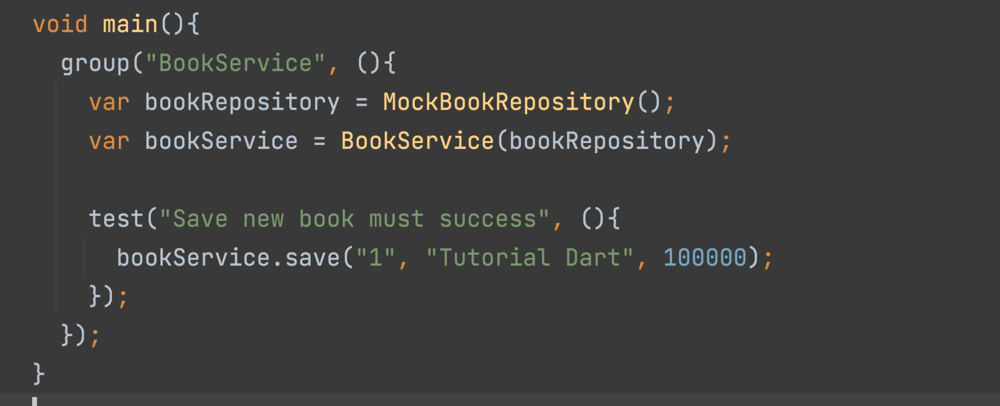 void main(){
  group("BookService", (){
    var bookRepository = MockBookRepository();
    var bookService = BookService(bookRepository);

    test("Save new book must success", (){
      bookService.save("1", "Tutorial Dart", 100000);
    });
  });
}